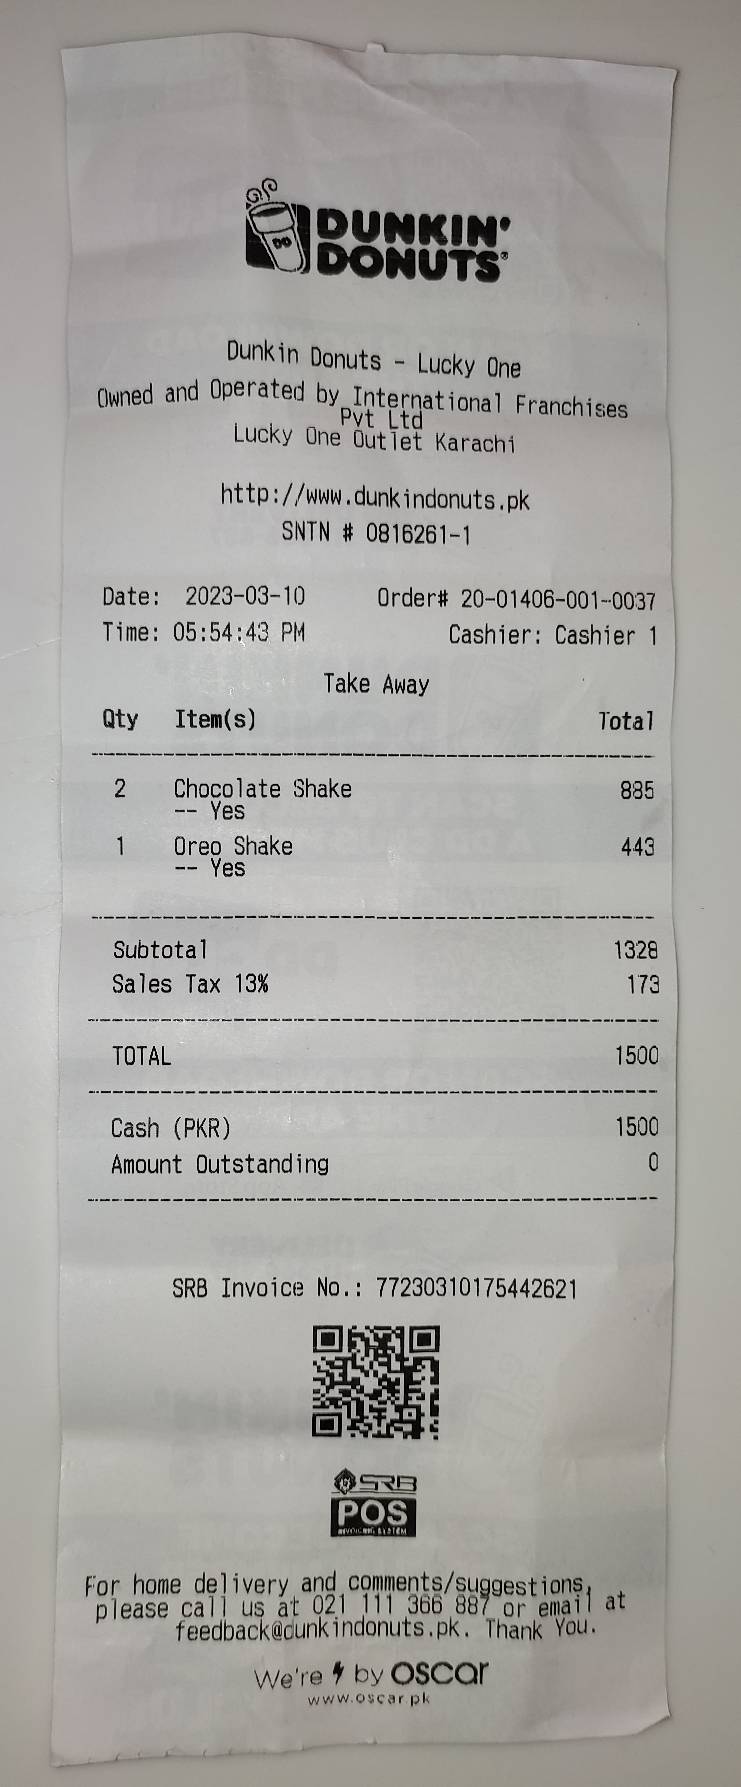 DD
DUNKIN'
DONUTS®
Dunkin Donuts - Lucky One
Owned and Operated by International Franchises
Pvt Ltd
Lucky One Outlet Karachi
http://www.dunkindonuts.pk
SNTN # 0816261-1
Date: 2023-03-10 Order# 20-01406-001-0037
Time: 05:54:43 PM Cashier: Cashier 1
Take Away
Qty Item(s) Total
2 Chocolate Shake 885
-- Yes
1 Oreo Shake 443
-- Yes
Subtotal 1328
Sales Tax 13% 173
TOTAL 1500
Cash (PKR) 1500
Amount Outstanding 0
SRB Invoice No.: 77230310175442621
SRB
POS
INVOICING SYSTEM
For home delivery and comments/suggestions,
please call us at 021 111 366 887 or email at
feedback@dunkindonuts.pk. Thank You.
We're by oscar
www.oscar.pk